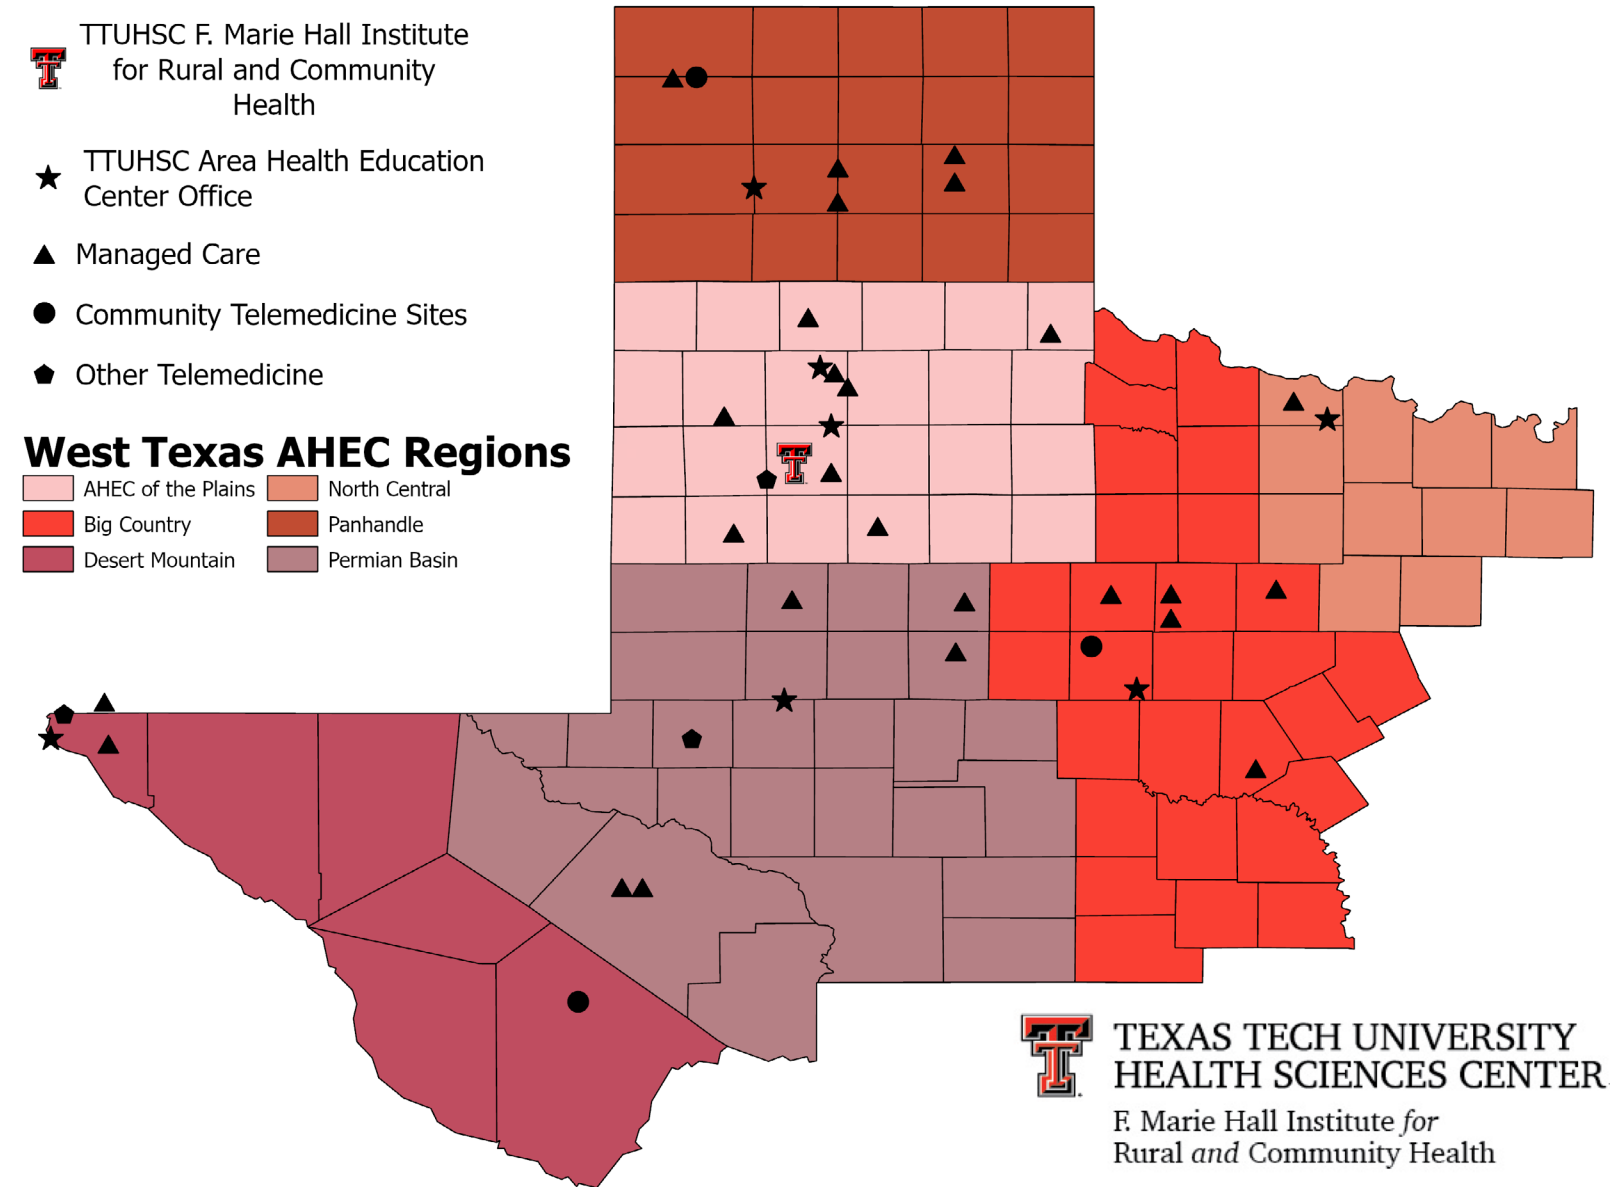 TTUHSC F. Marie Hall Institute
for Rural and Community
Health
TTUHSC Area Health Education
Center Office
Managed Care
Community Telemedicine Sites
Other Telemedicine
West Texas AHEC Regions
AHEC of the Plains
North Central
Big Country
Panhandle
Desert Mountain
Permian Basin
TEXAS TECH UNIVERSITY
HEALTH SCIENCES CENTER
F. Marie Hall Institute for
Rural and Community Health